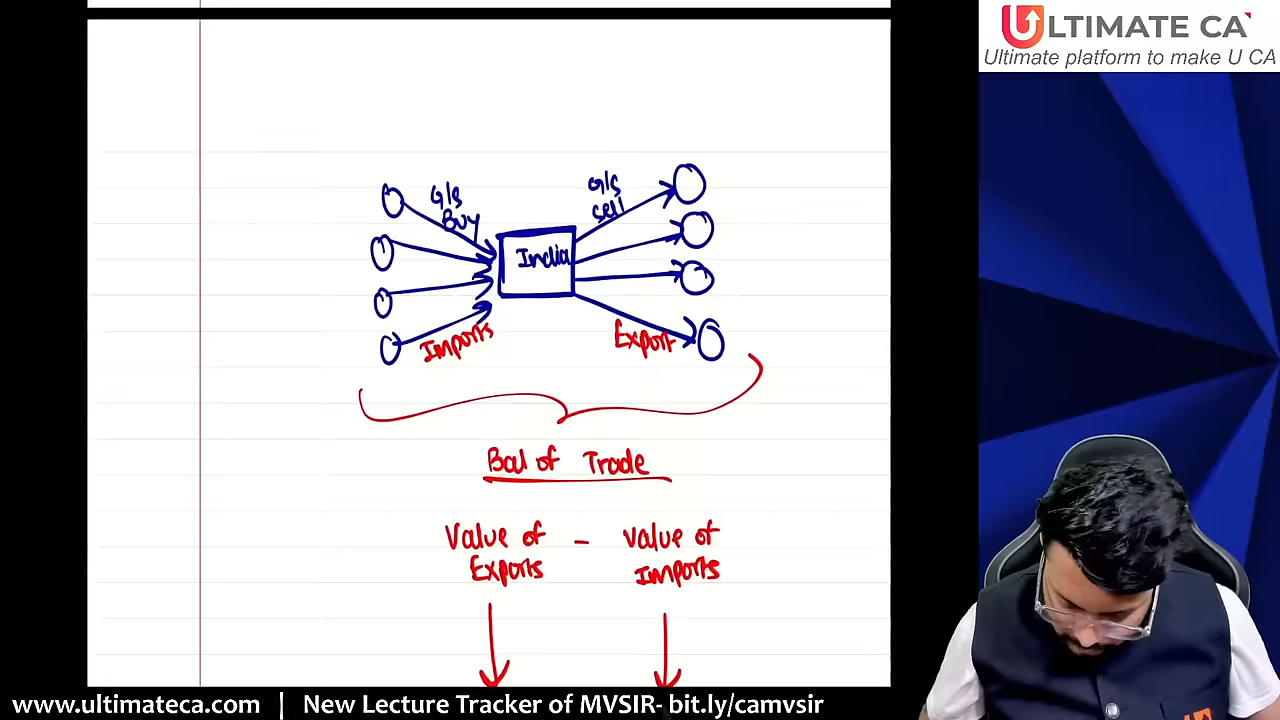 ULTIMATE CA
Ultimate platform to make U CA
G/S
Buy
G/S
Sell
India
Imports
Export
Bal of Trade
Value of Exports – Value of Imports
www.ultimateca.com | New Lecture Tracker of MVSIR- bit.ly/camvsir